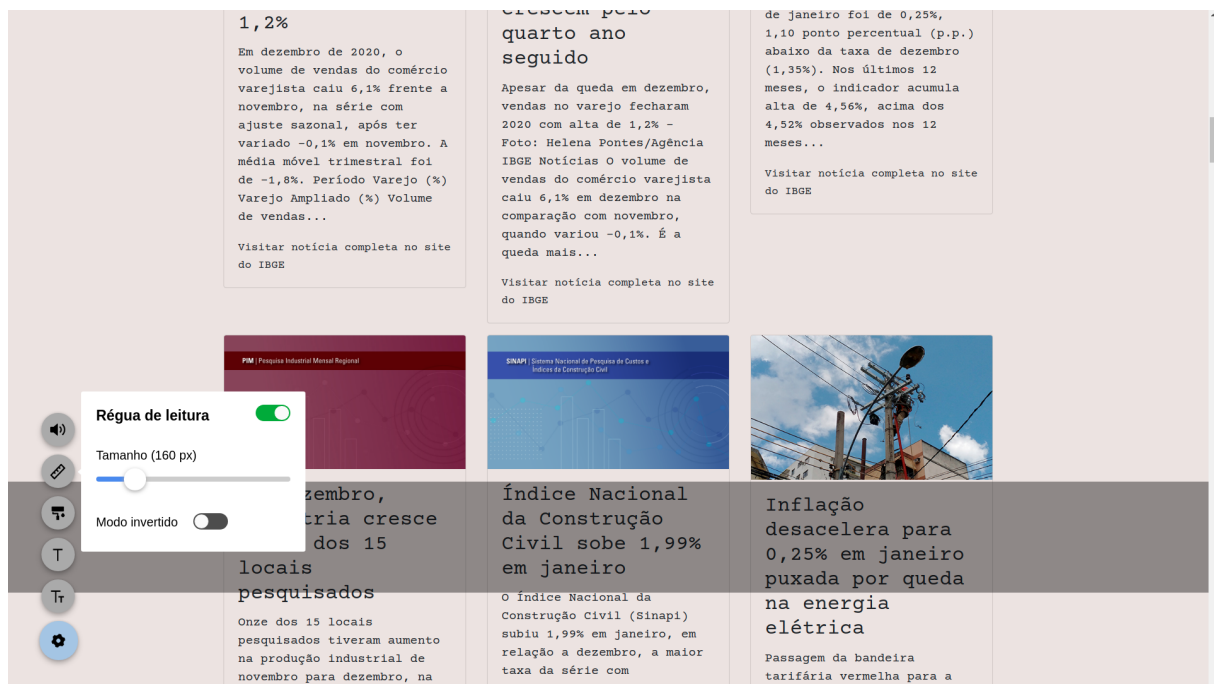 1,2%
Em dezembro de 2020, o
volume de vendas do comércio
varejista caiu 6,1% frente a
novembro, na série com
ajuste sazonal, após ter
variado -0,1% em novembro. A
média móvel trimestral foi
de -1,8%. Período Varejo (%)
Varejo Ampliado (%) Volume
de vendas...
Visitar notícia completa no site
do IBGE
crescem pelo
quarto ano
seguido
Apesar da queda em dezembro,
vendas no varejo fecharam
2020 com alta de 1,2% -
Foto: Helena Pontes/Agência
IBGE Notícias O volume de
vendas do comércio varejista
caiu 6,1% em dezembro na
comparação com novembro,
quando variou -0,1%. É a
queda mais...
Visitar notícia completa no site
do IBGE
de janeiro foi de 0,25%,
1,10 ponto percentual (p.p.)
abaixo da taxa de dezembro
(1,35%). Nos últimos 12
meses, o indicador acumula
alta de 4,56%, acima dos
4,52% observados nos 12
meses...
Visitar notícia completa no site
do IBGE
PIM | Pesquisa Industrial Mensal Regional
zembro,
tria cresce
dos 15
locais
pesquisados
Onze dos 15 locais
pesquisados tiveram aumento
na produção industrial de
novembro para dezembro, na
SINAPI | Sistema Nacional de Pesquisa de Custos e
Índices da Construção Civil
Índice Nacional
da Construção
Civil sobe 1,99%
em janeiro
O Índice Nacional da
Construção Civil (Sinapi)
subiu 1,99% em janeiro, em
relação a dezembro, a maior
taxa da série com
Inflação
desacelera para
0,25% em janeiro
puxada por queda
na energia
elétrica
Passagem da bandeira
tarifária vermelha para a
Régua de leitura
Tamanho (160 px)
Modo invertido
T
Tт